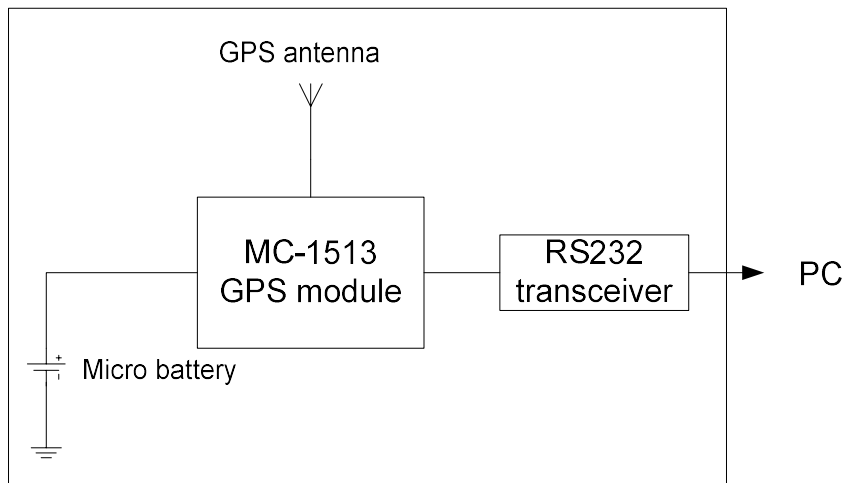 GPS antenna
MC-1513
GPS module
RS232
transceiver
PC
+
-
Micro battery